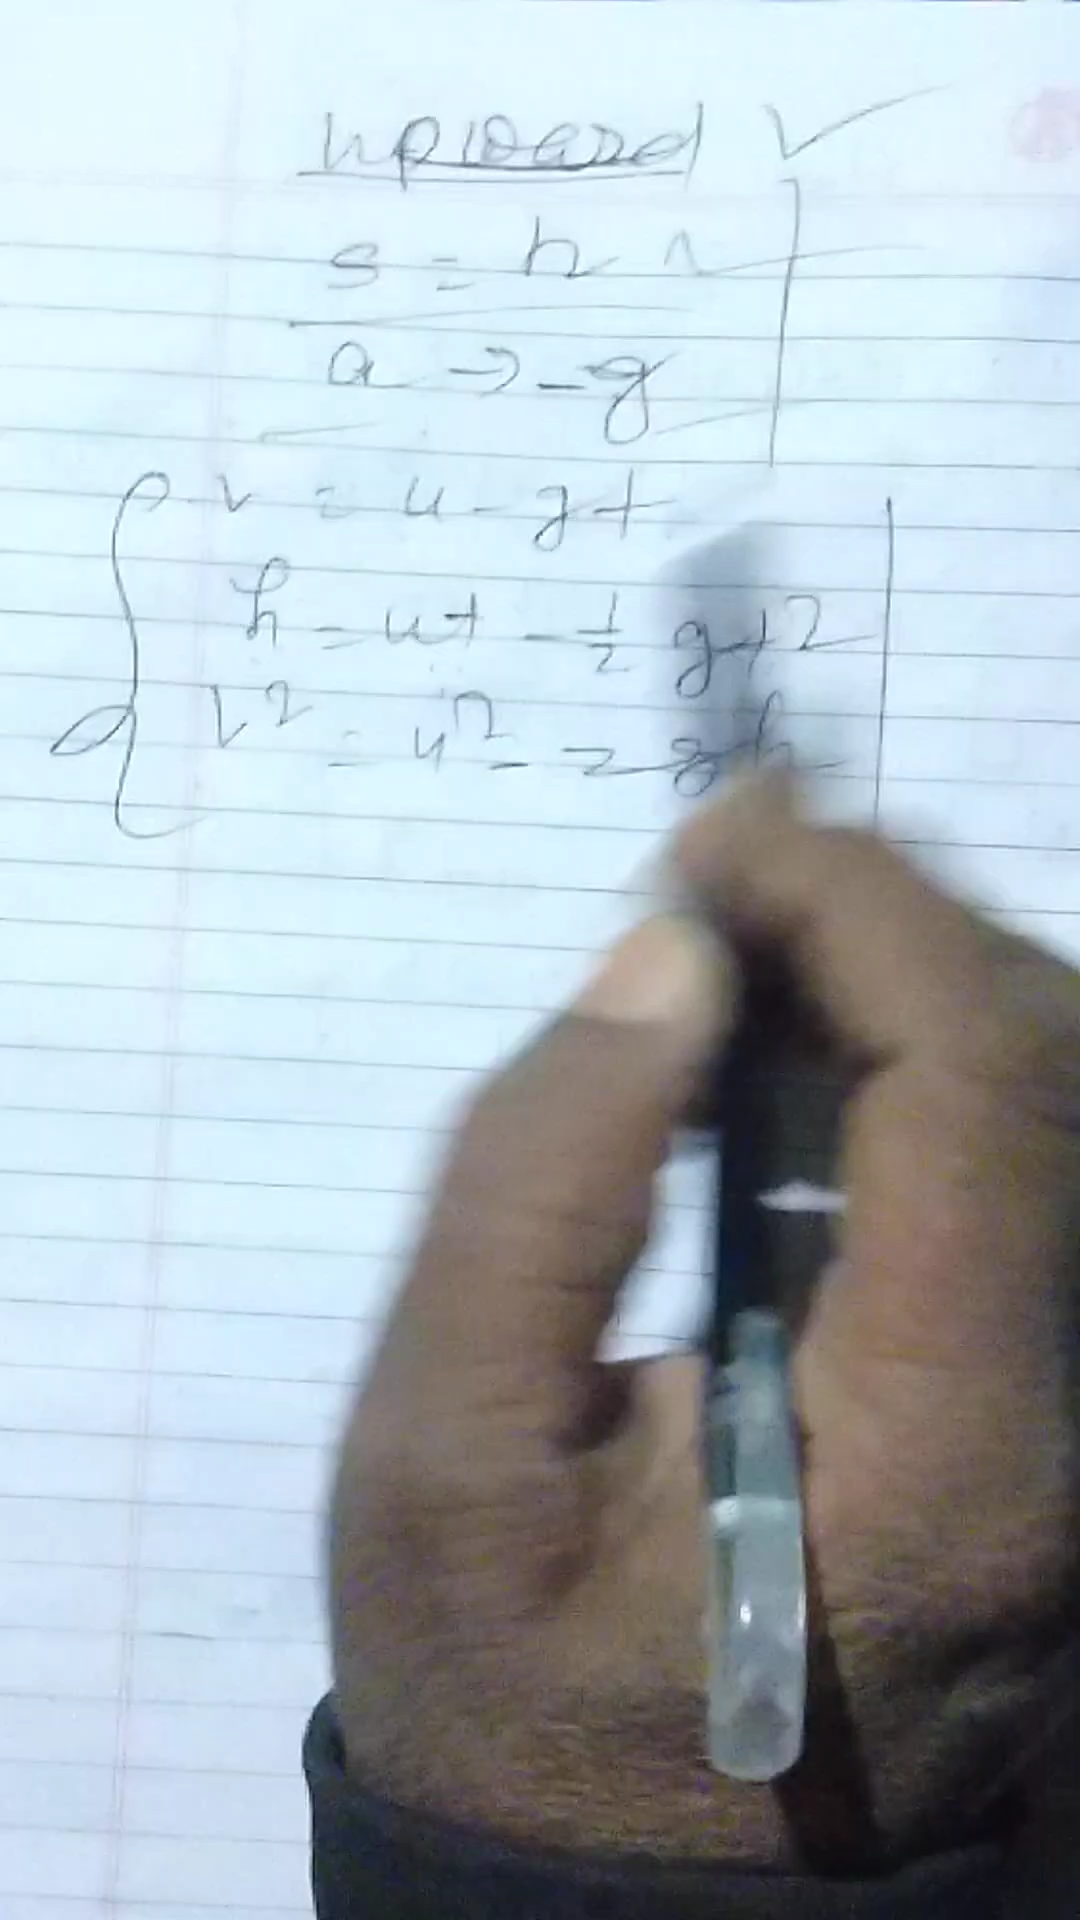 upward ✓
s = h
a → -g
v = u - gt
h = ut - 1/2 gt2
v² = u² - 2gh